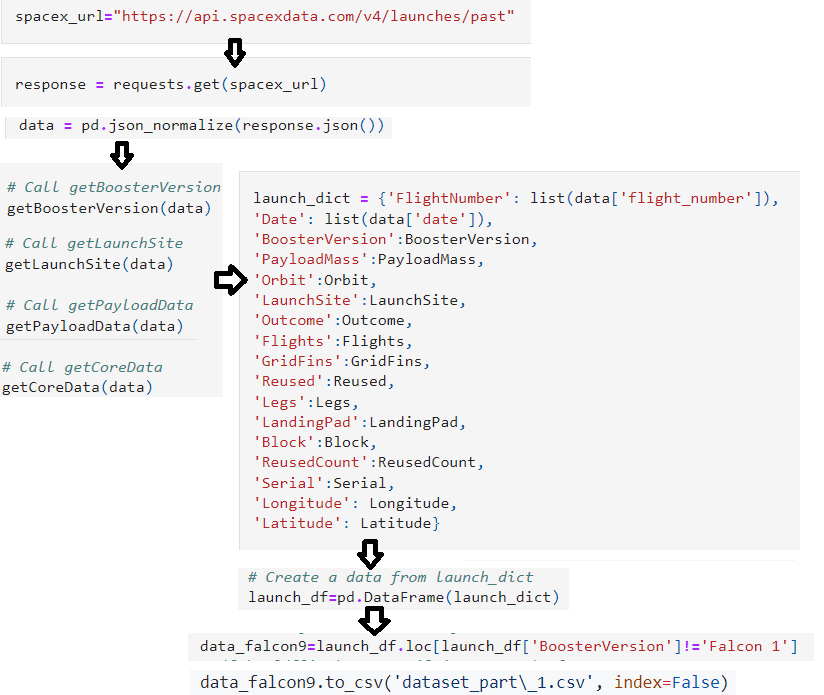 spacex_url="https://api.spacexdata.com/v4/launches/past"
response = requests.get(spacex_url)
data = pd.json_normalize(response.json())
# Call getBoosterVersion
getBoosterVersion(data)
# Call getLaunchSite
getLaunchSite(data)
# Call getPayloadData
getPayloadData(data)
# Call getCoreData
getCoreData(data)
launch_dict = {'FlightNumber': list(data['flight_number']),
'Date': list(data['date']),
'BoosterVersion':BoosterVersion,
'PayloadMass':PayloadMass,
'Orbit':Orbit,
'LaunchSite':LaunchSite,
'Outcome':Outcome,
'Flights':Flights,
'GridFins':GridFins,
'Reused':Reused,
'Legs':Legs,
'LandingPad':LandingPad,
'Block':Block,
'ReusedCount':ReusedCount,
'Serial':Serial,
'Longitude': Longitude,
'Latitude': Latitude}
# Create a data from launch_dict
launch_df=pd.DataFrame(launch_dict)
data_falcon9=launch_df.loc[launch_df['BoosterVersion']!='Falcon 1']
data_falcon9.to_csv('dataset_part\_1.csv', index=False)